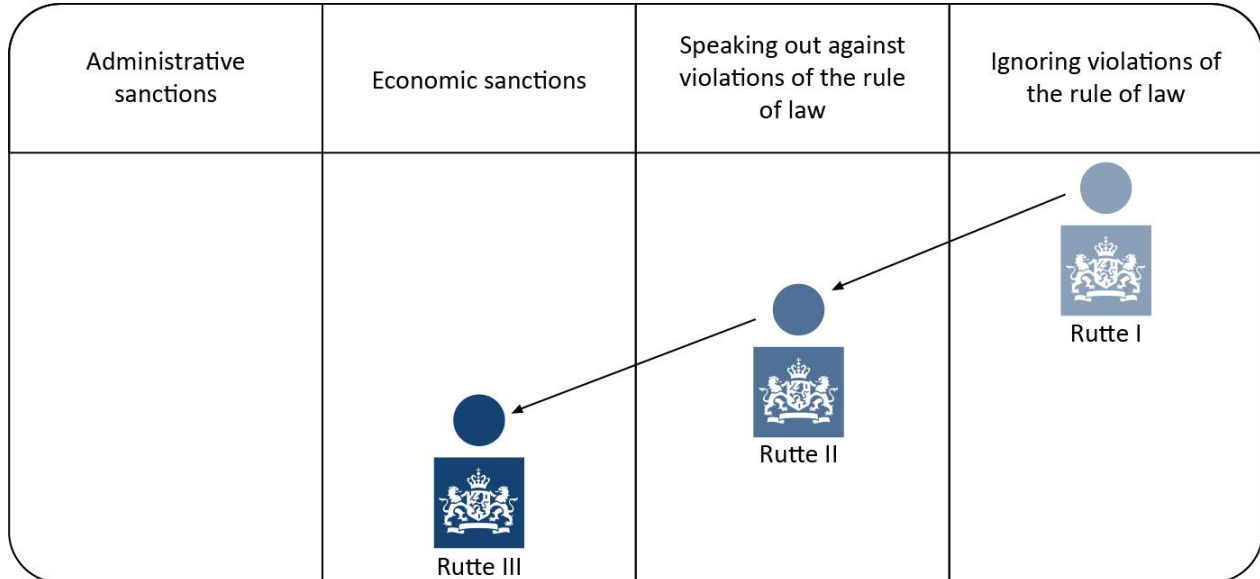 Administrative
sanctions
Economic sanctions
Speaking out against
violations of the rule
of law
Ignoring violations of
the rule of law
Rutte I
Rutte II
Rutte III